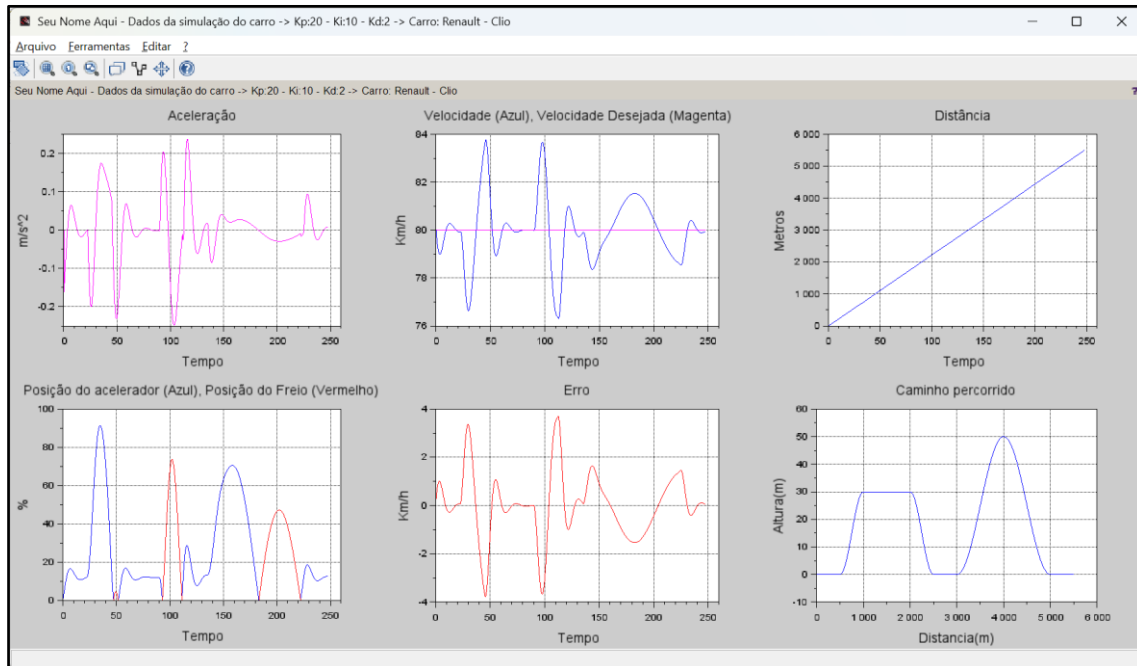 Seu Nome Aqui - Dados da simulação do carro -> Kp:20 - Ki:10 - Kd:2 -> Carro: Renault - Clio
Arquivo Ferramentas Editar ?
Seu Nome Aqui - Dados da simulação do carro -> Kp:20 - Ki:10 - Kd:2 -> Carro: Renault - Clio ?
Aceleração
m/s^2
0.2
0.1
0
-0.1
-0.2
0 50 100 150 200 250
Tempo
Velocidade (Azul), Velocidade Desejada (Magenta)
Km/h
84
82
80
78
76
0 50 100 150 200 250
Tempo
Distância
Metros
6 000
5 000
4 000
3 000
2 000
1 000
0
0 50 100 150 200 250
Tempo
Posição do acelerador (Azul), Posição do Freio (Vermelho)
%
100
80
60
40
20
0
0 50 100 150 200 250
Tempo
Erro
Km/h
4
2
0
-2
-4
0 50 100 150 200 250
Tempo
Caminho percorrido
Altura(m)
60
50
40
30
20
10
0
-10
0 1 000 2 000 3 000 4 000 5 000 6 000
Distancia(m)